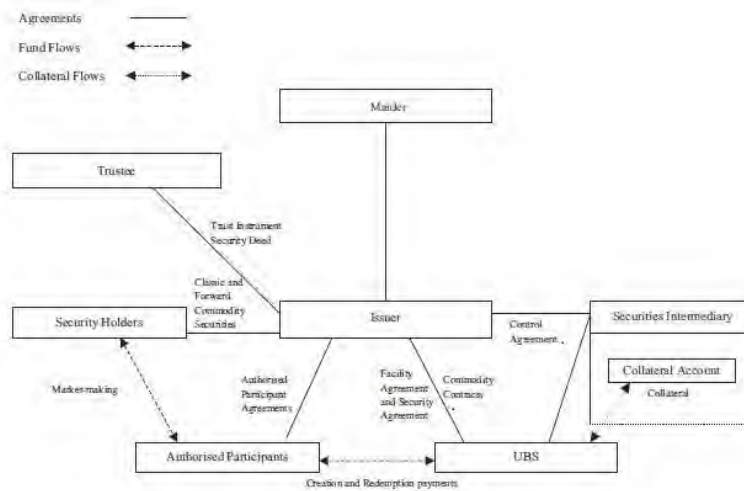 Agreements
Fund Flows
Collateral Flows
Trustee
Trust Instrument
Security Deed
Classic and
Forward
Commodity
Securities
Security Holders
Issuer
Control
Agreement
Securities Intermediary
Collateral Account
Collateral
Market-making
Authorised
Participant
Agreements
Facility
Agreement
and Security
Agreement
Commodity
Contracts
Authorised Participants
UBS
Creation and Redemption payments